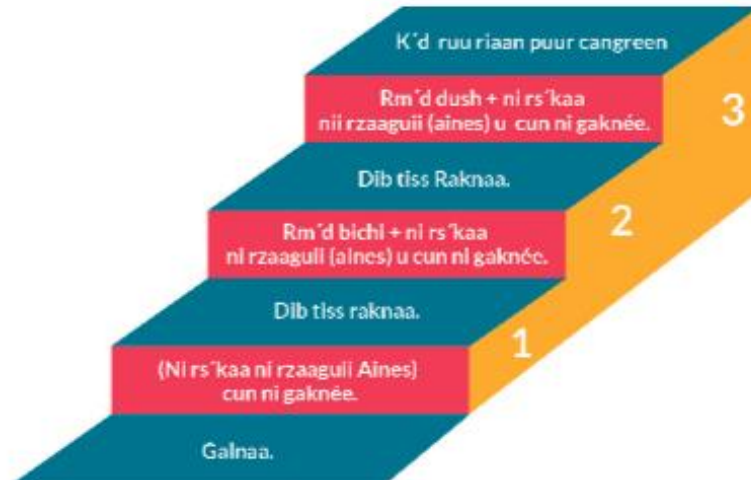 K´d ruu riaan puur cangreen
Rm´d dush + ni rs´kaa
nii rzaaguii (aines) u cun ni gaknée.
3
Dib tiss Raknaa.
2
Rm´d bichi + ni rs´kaa
ni rzaaguii (aines) u cun ni gaknée.
Dib tiss raknaa.
1
(Ni rs´kaa ni rzaaguii Aines)
cun ni gaknée.
Galnaa.